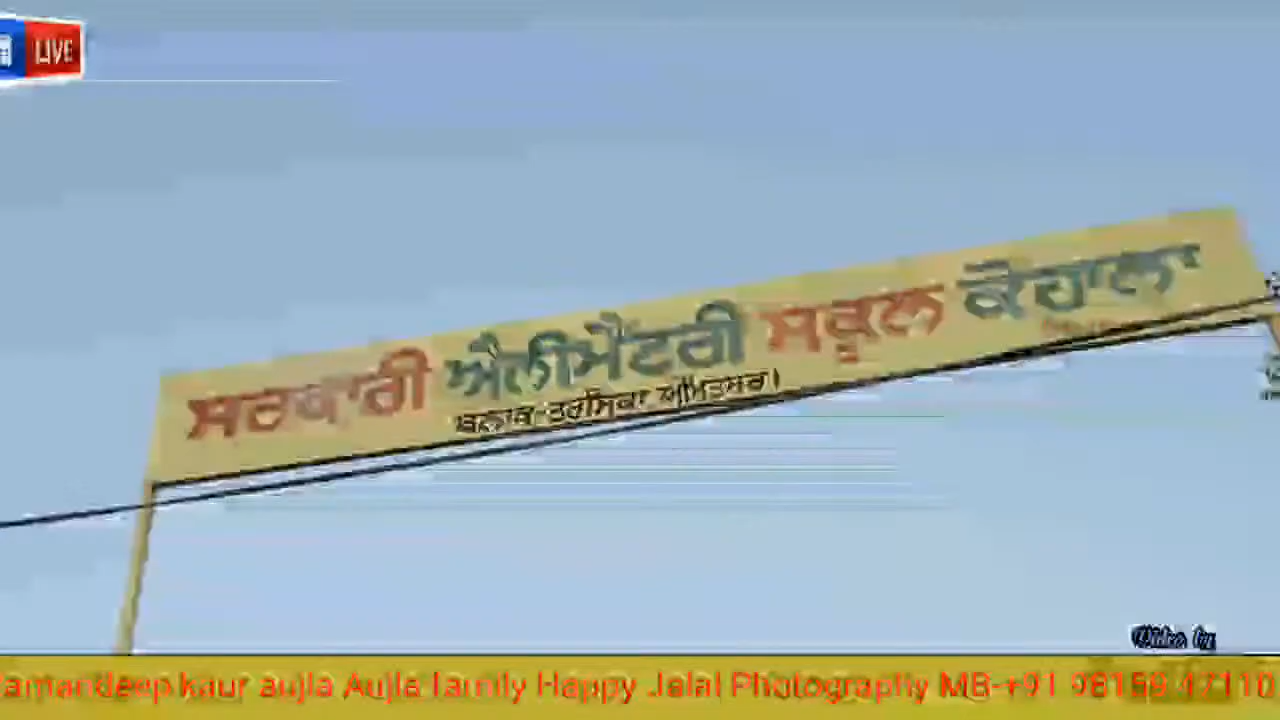 LIVE
ਸਰਕਾਰੀ ਐਲੀਮੈਂਟਰੀ ਸਕੂਲ ਕੋਹਾਲਾ
ਬਲਾਕ-ਤਰਸਿਕਾ ਅੰਮ੍ਰਿਤਸਰ।
Video by
amandeep kaur aujla Aujla family Happy Jalal Photography MB-+91 98159 47110